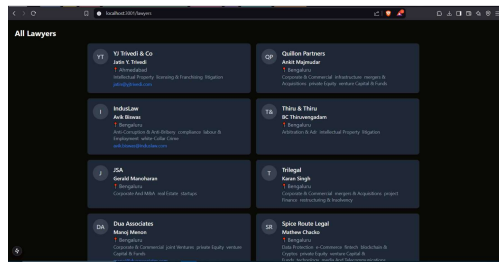 localhost:3001/lawyers
All Lawyers
YT
YJ Trivedi & Co
Jatin Y. Trivedi
Ahmedabad
Intellectual Property licensing & Franchising litigation
QP
Quillon Partners
Ankit Majmudar
Bengaluru
Corporate & Commercial infrastructure mergers &
Acquisitions private Equity venture Capital & Funds
I
IndusLaw
Avik Biswas
Bengaluru
Anti-Corruption & Anti-Bribery compliance labour &
Employment white-Collar Crime
T&
Thiru & Thiru
BC Thiruvengadam
Bengaluru
Arbitration & Adr intellectual Property litigation
J
JSA
Gerald Manoharan
Bengaluru
Corporate And M&A real Estate startups
T
Trilegal
Karan Singh
Bengaluru
Corporate & Commercial mergers & Acquisitions project
Finance restructuring & Insolvency
DA
Dua Associates
Manoj Menon
Bengaluru
Corporate & Commercial joint Ventures private Equity venture
Capital & Funds
SR
Spice Route Legal
Mathew Chacko
Bengaluru
Data Protection e-Commerce fintech blockchain &
Cryptos private Equity venture Capital &